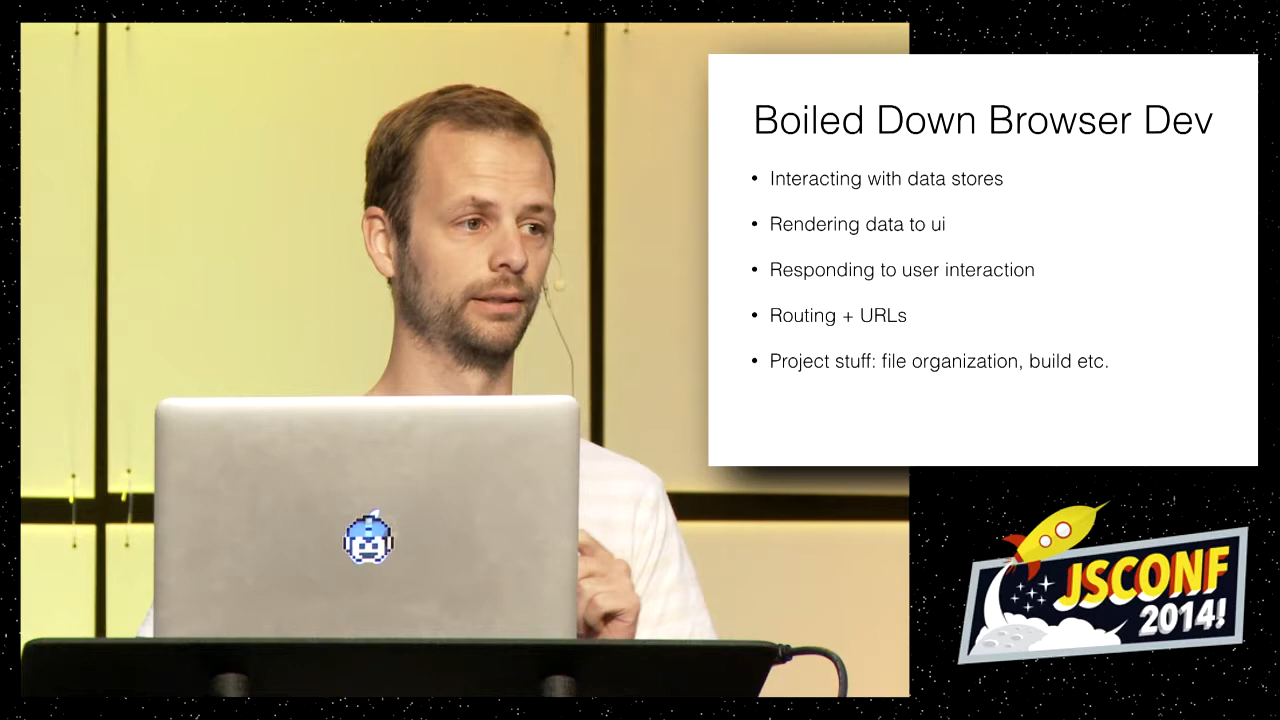 Boiled Down Browser Dev
• Interacting with data stores
• Rendering data to ui
• Responding to user interaction
• Routing + URLs
• Project stuff: file organization, build etc.
JSCONF
2014!